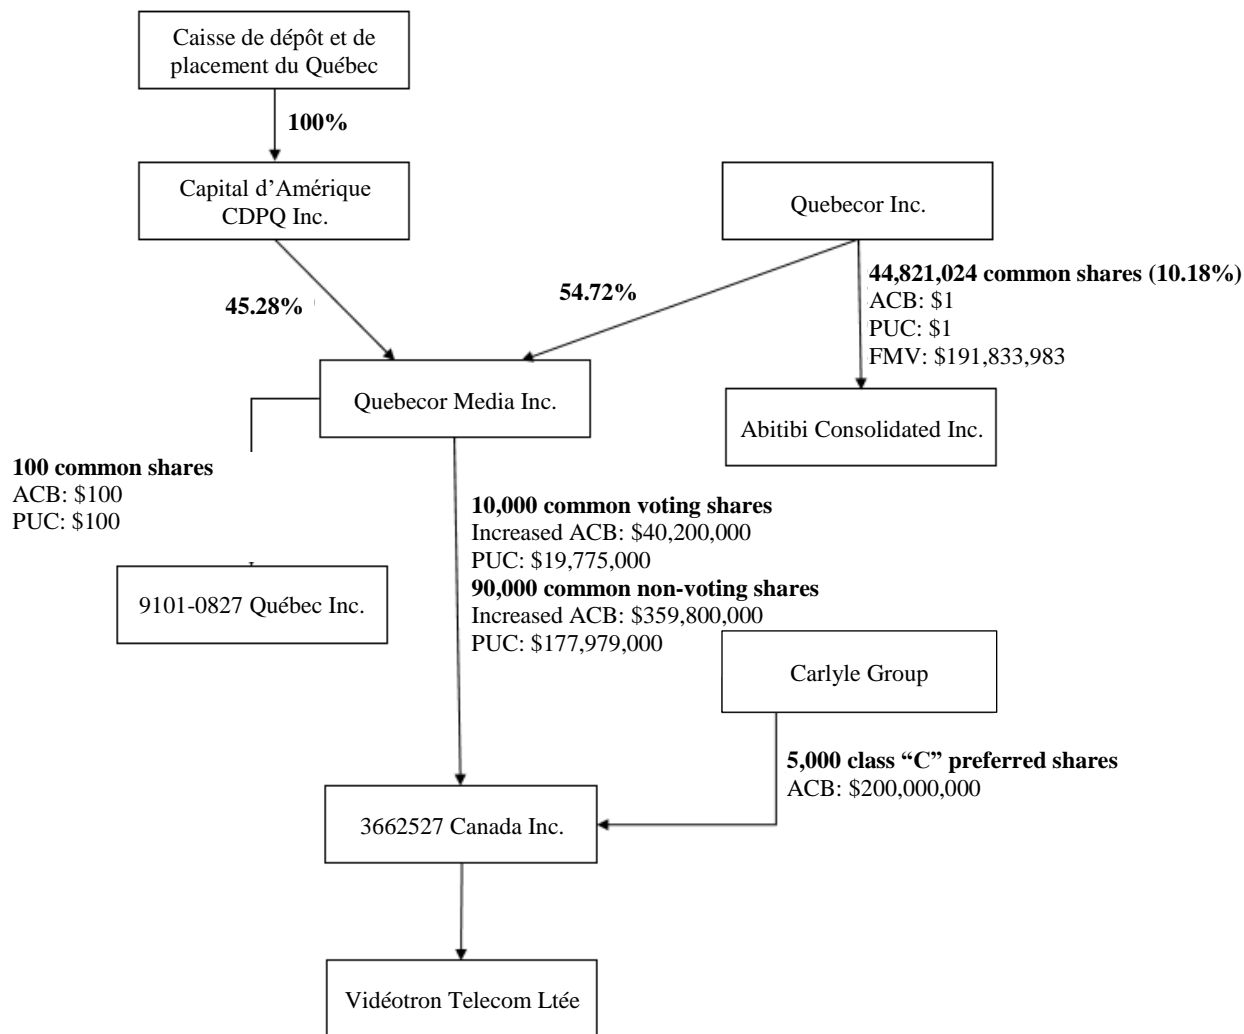 Caisse de dépôt et de
placement du Québec
100%
Capital d’Amérique
CDPQ Inc.
Quebecor Inc.
45.28%
54.72%
44,821,024 common shares (10.18%)
ACB: $1
PUC: $1
FMV: $191,833,983
Quebecor Media Inc.
Abitibi Consolidated Inc.
100 common shares
ACB: $100
PUC: $100
10,000 common voting shares
Increased ACB: $40,200,000
PUC: $19,775,000
90,000 common non-voting shares
Increased ACB: $359,800,000
PUC: $177,979,000
9101-0827 Québec Inc.
Carlyle Group
5,000 class “C” preferred shares
ACB: $200,000,000
3662527 Canada Inc.
Vidéotron Telecom Ltée